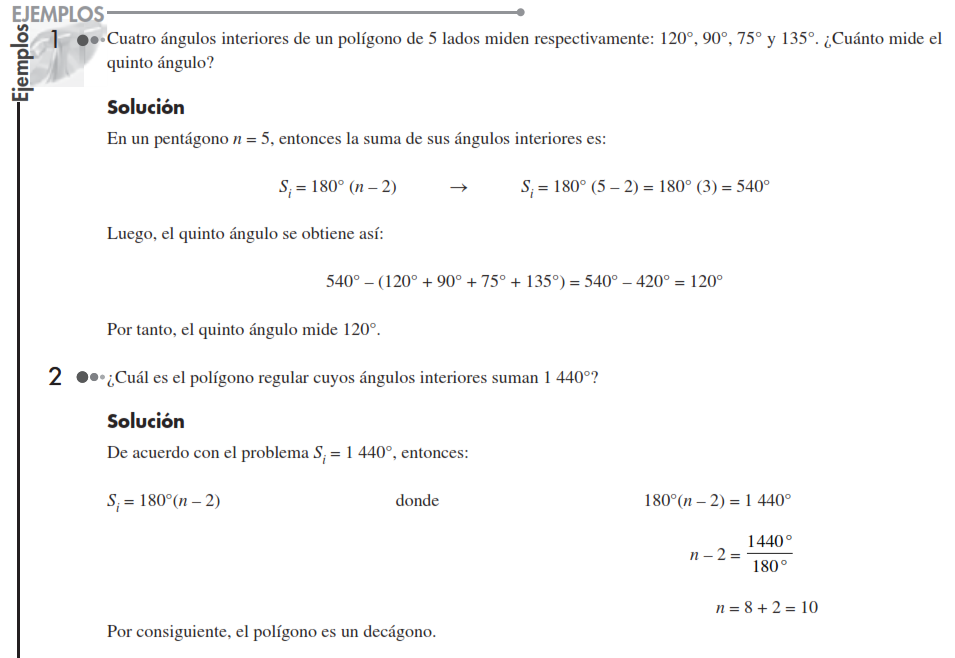 EJEMPLOS
Ejemplos
1 Cuatro ángulos interiores de un polígono de 5 lados miden respectivamente: 120°, 90°, 75° y 135°. ¿Cuánto mide el
quinto ángulo?
Solución
En un pentágono n = 5, entonces la suma de sus ángulos interiores es:
S_i = 180° (n – 2) → S_i = 180° (5 – 2) = 180° (3) = 540°
Luego, el quinto ángulo se obtiene así:
540° – (120° + 90° + 75° + 135°) = 540° – 420° = 120°
Por tanto, el quinto ángulo mide 120°.
2 ¿Cuál es el polígono regular cuyos ángulos interiores suman 1 440°?
Solución
De acuerdo con el problema S_i = 1 440°, entonces:
S_i = 180°(n – 2) donde 180°(n – 2) = 1 440°
n – 2 = 1440° / 180°
n = 8 + 2 = 10
Por consiguiente, el polígono es un decágono.